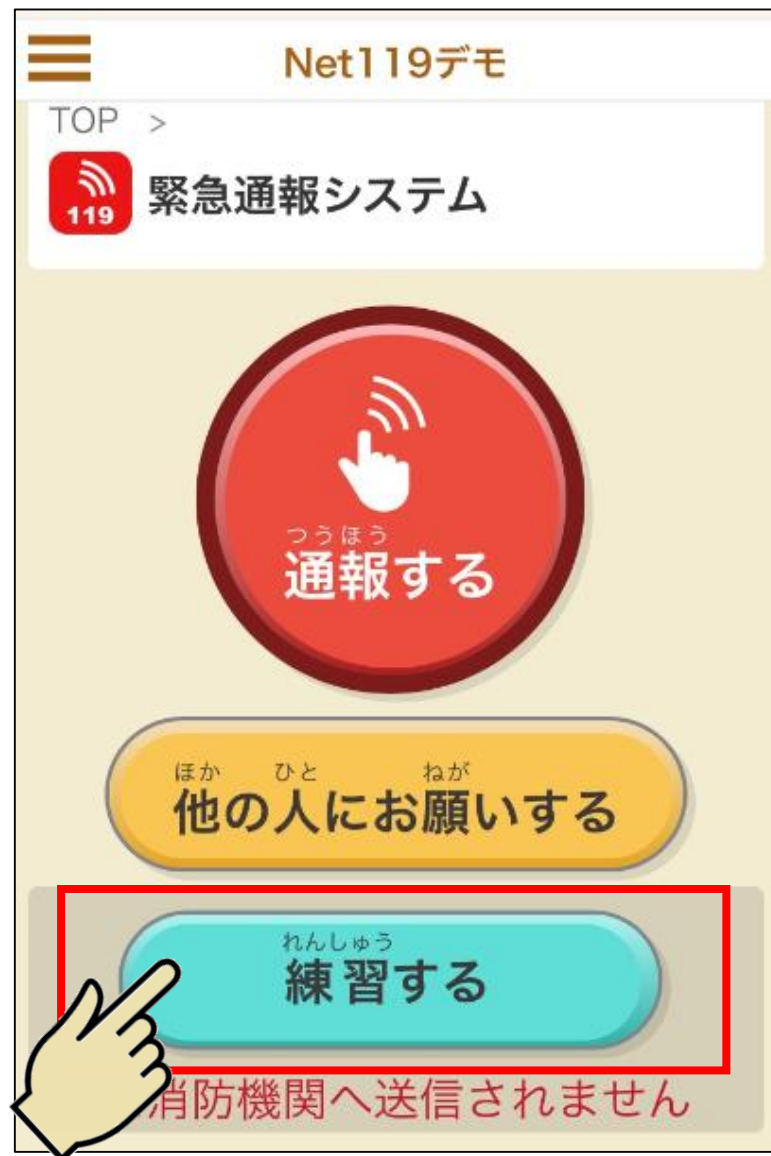 Net119デモ
TOP >
119
緊急通報システム
つうほう
通報する
ほか ひと ねが
他の人にお願いする
れんしゅう
練習する
消防機関へ送信されません